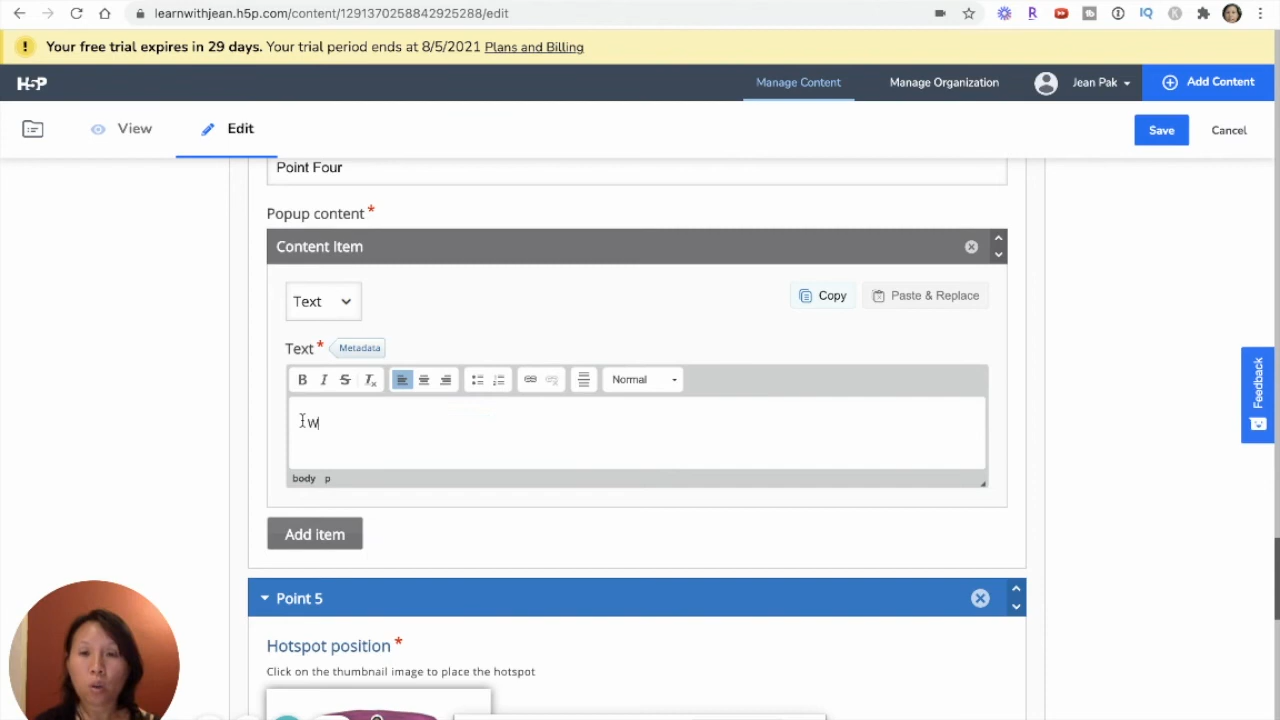 learnwithjean.h5p.com/content/1291370258842925288/edit
Your free trial expires in 29 days. Your trial period ends at 8/5/2021 Plans and Billing
H5P Manage Content Manage Organization Jean Pak Add Content
View Edit Save Cancel
Point Four
Popup content *
Content Item
Text Copy Paste & Replace
Text * Metadata
B I S Tx Normal
w
body p
Add item
Point 5
Hotspot position *
Click on the thumbnail image to place the hotspot
Feedback